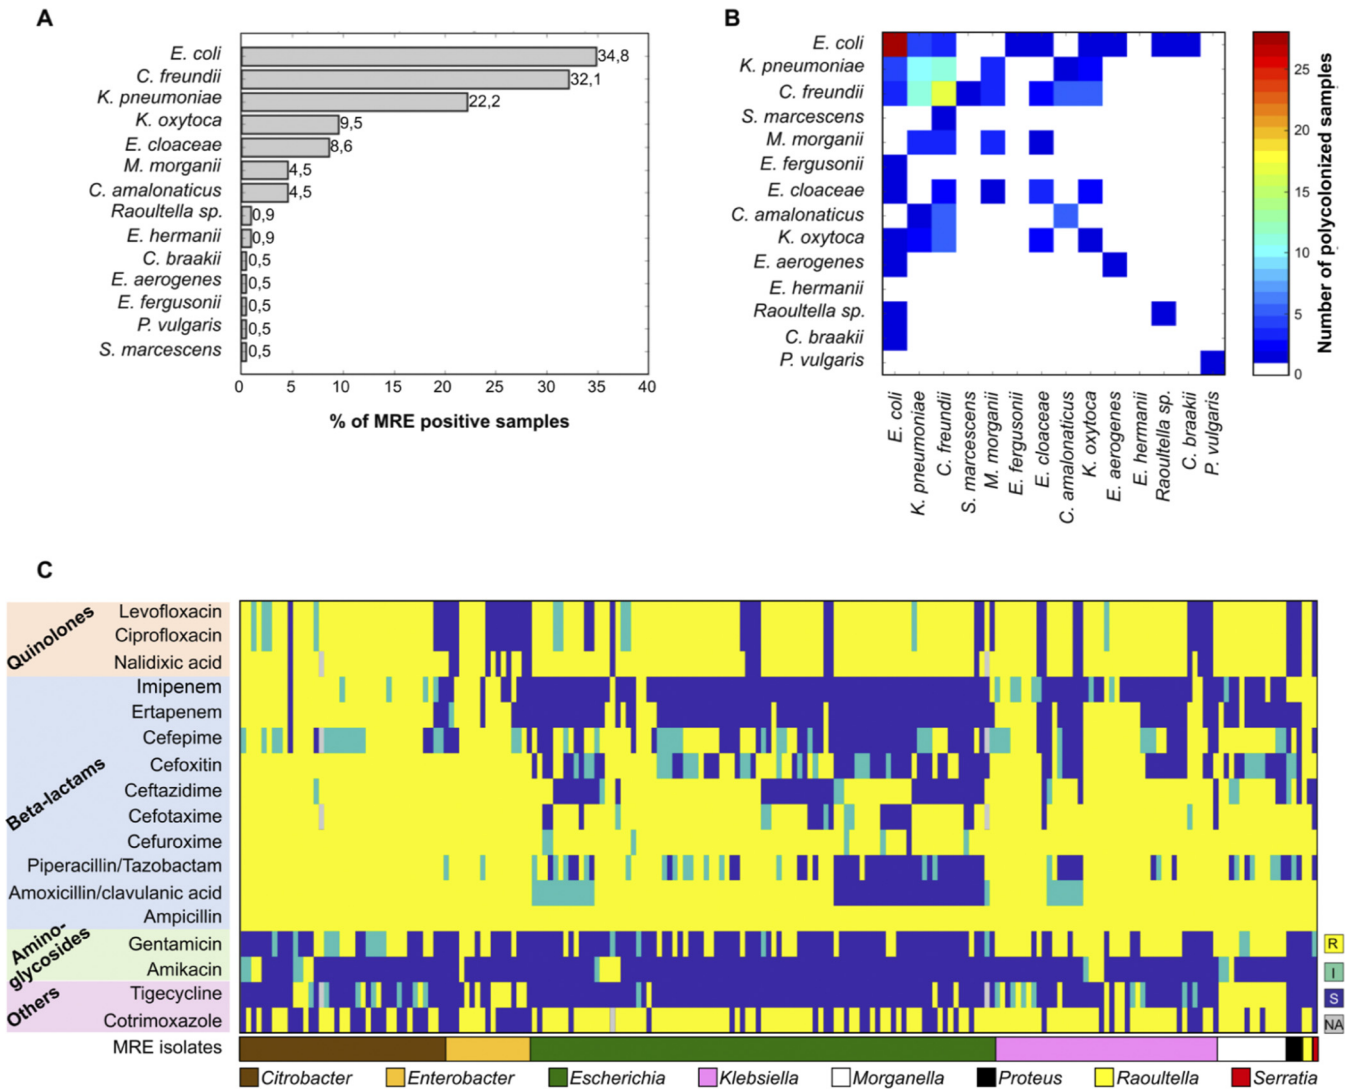 A
E. coli
34,8
C. freundii
32,1
K. pneumoniae
22,2
K. oxytoca
9,5
E. cloaceae
8,6
M. morganii
4,5
C. amalonaticus
4,5
Raoultella sp.
0,9
E. hermanii
0,9
C. braakii
0,5
E. aerogenes
0,5
E. fergusonii
0,5
P. vulgaris
0,5
S. marcescens
0,5
0 5 10 15 20 25 30 35 40
% of MRE positive samples
B
E. coli
K. pneumoniae
C. freundii
S. marcescens
M. morganii
E. fergusonii
E. cloaceae
C. amalonaticus
K. oxytoca
E. aerogenes
E. hermanii
Raoultella sp.
C. braakii
P. vulgaris
E. coli
K. pneumoniae
C. freundii
S. marcescens
M. morganii
E. fergusonii
E. cloaceae
C. amalonaticus
K. oxytoca
E. aerogenes
E. hermanii
Raoultella sp.
C. braakii
P. vulgaris
25
20
15
10
5
0
Number of polycolonized samples
C
Quinolones
Levofloxacin
Ciprofloxacin
Nalidixic acid
Beta-lactams
Imipenem
Ertapenem
Cefepime
Cefoxitin
Ceftazidime
Cefotaxime
Cefuroxime
Piperacillin/Tazobactam
Amoxicillin/clavulanic acid
Ampicillin
Amino-
glycosides
Gentamicin
Amikacin
Others
Tigecycline
Cotrimoxazole
MRE isolates
R
I
S
NA
Citrobacter Enterobacter Escherichia Klebsiella Morganella Proteus Raoultella Serratia